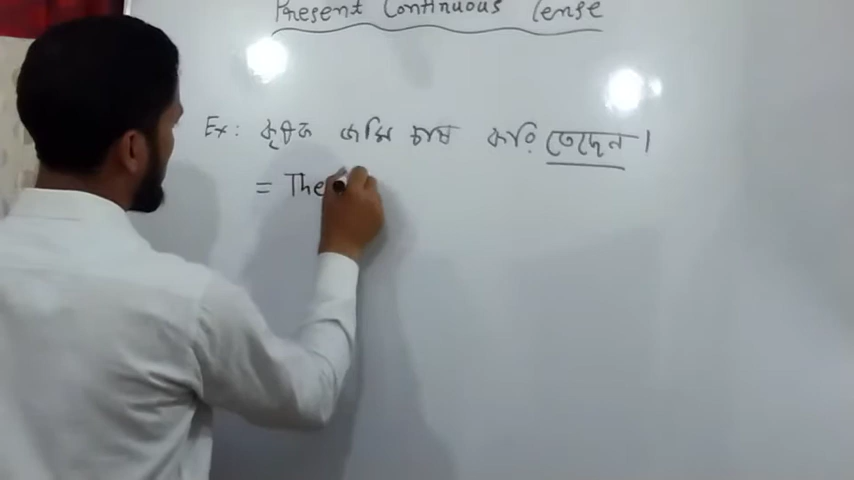 Present Continuous Tense
Ex: কৃষক জমি চাষ করি তেছেন।
= The